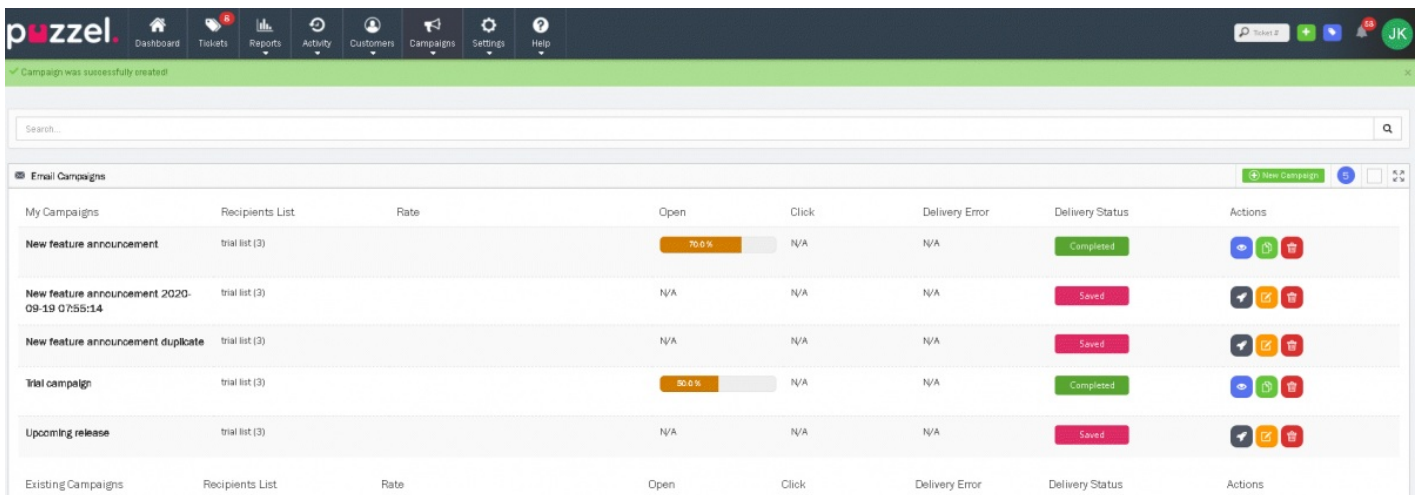 puzzel.
Dashboard
Tickets
8
Reports
Activity
Customers
Campaigns
Settings
Help
Ticket #
JK
Campaign was successfully created!
×
Search...
Email Campaigns
New Campaign
5
My Campaigns Recipients List Rate Open Click Delivery Error Delivery Status Actions
New feature announcement trial list (3) 70.0 % N/A N/A Completed
New feature announcement 2020-
09-19 07:55:14 trial list (3) N/A N/A N/A Saved
New feature announcement duplicate trial list (3) N/A N/A N/A Saved
Trial campaign trial list (3) 50.0 % N/A N/A Completed
Upcoming release trial list (3) N/A N/A N/A Saved
Existing Campaigns Recipients List Rate Open Click Delivery Error Delivery Status Actions